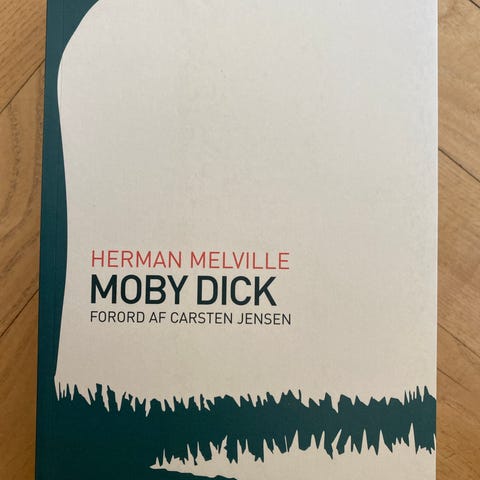 HERMAN MELVILLE
MOBY DICK
FORORD AF CARSTEN JENSEN